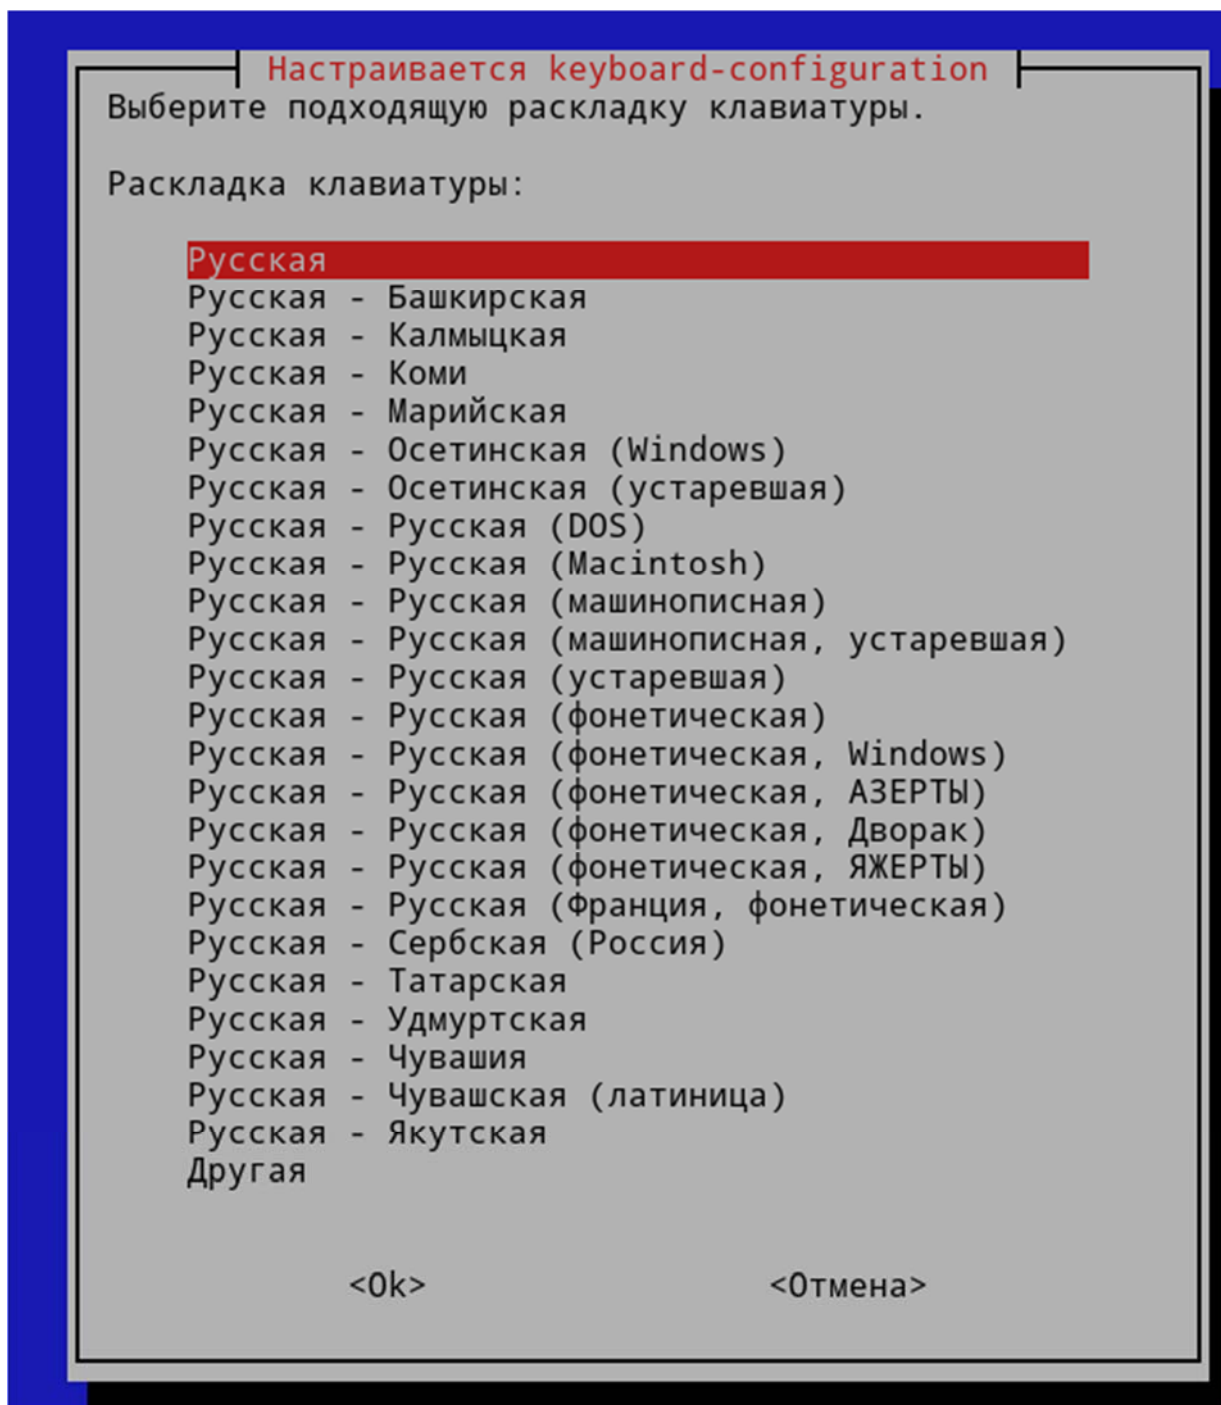 Настраивается keyboard-configuration
Выберите подходящую раскладку клавиатуры.
Раскладка клавиатуры:
Русская
Русская - Башкирская
Русская - Калмыцкая
Русская - Коми
Русская - Марийская
Русская - Осетинская (Windows)
Русская - Осетинская (устаревшая)
Русская - Русская (DOS)
Русская - Русская (Macintosh)
Русская - Русская (машинописная)
Русская - Русская (машинописная, устаревшая)
Русская - Русская (устаревшая)
Русская - Русская (фонетическая)
Русская - Русская (фонетическая, Windows)
Русская - Русская (фонетическая, АЗЕРТЫ)
Русская - Русская (фонетическая, Дворак)
Русская - Русская (фонетическая, ЯЖЕРТЫ)
Русская - Русская (Франция, фонетическая)
Русская - Сербская (Россия)
Русская - Татарская
Русская - Удмуртская
Русская - Чувашия
Русская - Чувашская (латиница)
Русская - Якутская
Другая
<Ok> <Отмена>